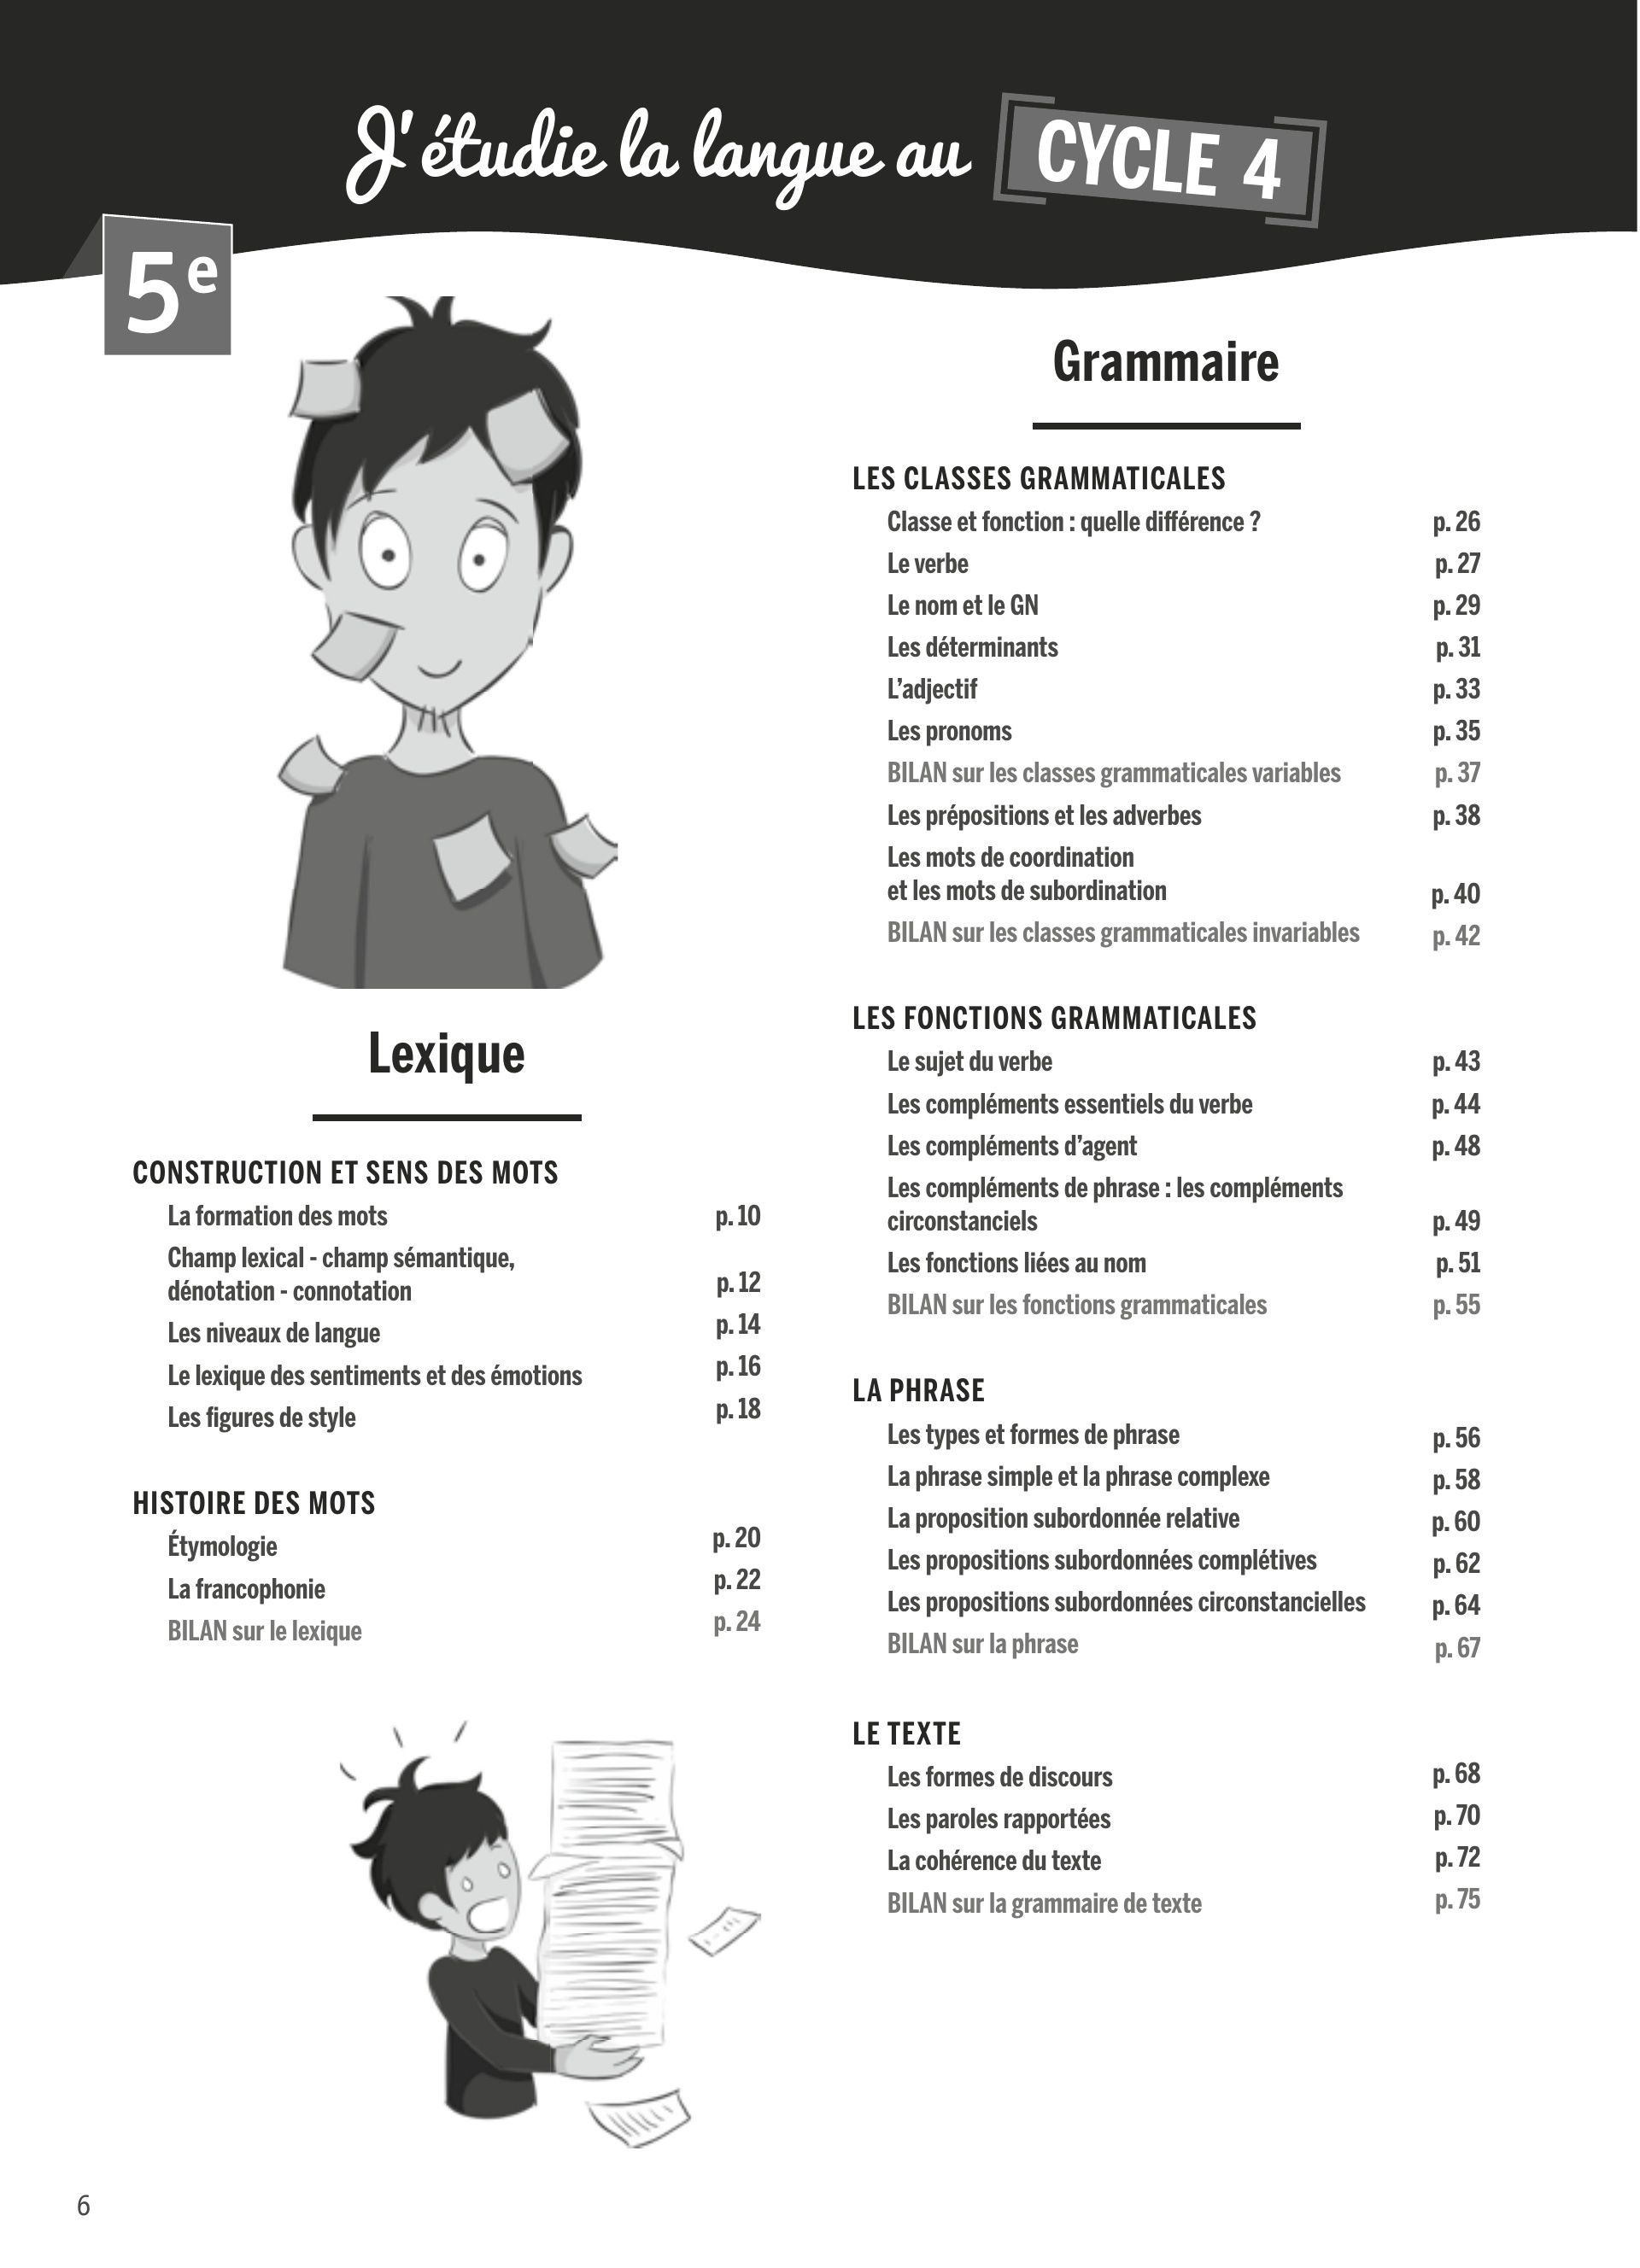 J'étudie la langue au CYCLE 4
5e
Lexique
CONSTRUCTION ET SENS DES MOTS
La formation des mots p. 10
Champ lexical - champ sémantique,
dénotation - connotation p. 12
Les niveaux de langue p. 14
Le lexique des sentiments et des émotions p. 16
Les figures de style p. 18
HISTOIRE DES MOTS
Étymologie p. 20
La francophonie p. 22
BILAN sur le lexique p. 24
Grammaire
LES CLASSES GRAMMATICALES
Classe et fonction : quelle différence ? p. 26
Le verbe p. 27
Le nom et le GN p. 29
Les déterminants p. 31
L’adjectif p. 33
Les pronoms p. 35
BILAN sur les classes grammaticales variables p. 37
Les prépositions et les adverbes p. 38
Les mots de coordination
et les mots de subordination p. 40
BILAN sur les classes grammaticales invariables p. 42
LES FONCTIONS GRAMMATICALES
Le sujet du verbe p. 43
Les compléments essentiels du verbe p. 44
Les compléments d’agent p. 48
Les compléments de phrase : les compléments
circonstanciels p. 49
Les fonctions liées au nom p. 51
BILAN sur les fonctions grammaticales p. 55
LA PHRASE
Les types et formes de phrase p. 56
La phrase simple et la phrase complexe p. 58
La proposition subordonnée relative p. 60
Les propositions subordonnées complétives p. 62
Les propositions subordonnées circonstancielles p. 64
BILAN sur la phrase p. 67
LE TEXTE
Les formes de discours p. 68
Les paroles rapportées p. 70
La cohérence du texte p. 72
BILAN sur la grammaire de texte p. 75
6